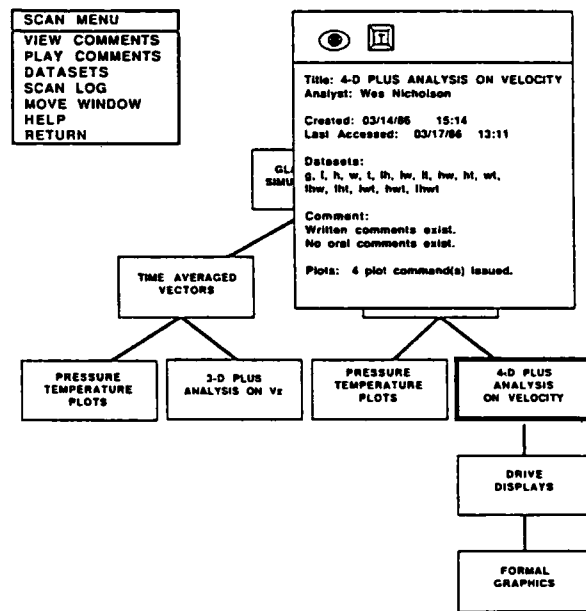 SCAN MENU
VIEW COMMENTS
PLAY COMMENTS
DATASETS
SCAN LOG
MOVE WINDOW
HELP
RETURN
T
Title: 4-D PLUS ANALYSIS ON VELOCITY
Analyst: Wes Nicholson
Created: 03/14/86 15:14
Last Accessed: 03/17/86 13:11
Datasets:
g, l, h, w, t, lh, lw, lt, hw, ht, wt,
lhw, lht, lwt, hwt, lhwt
Comment:
Written comments exist.
No oral comments exist.
Plots: 4 plot command(s) issued.
TIME AVERAGED
VECTORS
PRESSURE
TEMPERATURE
PLOTS
3-D PLUS
ANALYSIS ON Vz
PRESSURE
TEMPERATURE
PLOTS
4-D PLUS
ANALYSIS
ON VELOCITY
DRIVE
DISPLAYS
FORMAL
GRAPHICS